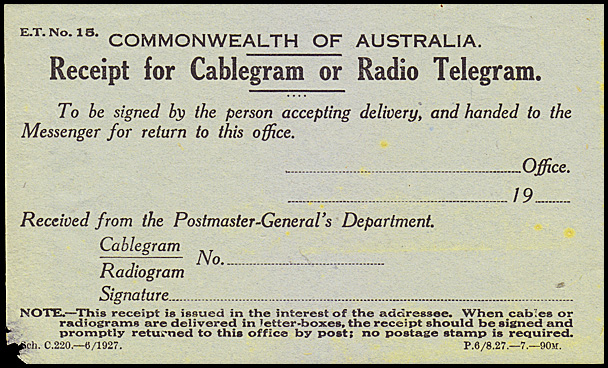 E.T. No. 15.
COMMONWEALTH OF AUSTRALIA.
Receipt for Cablegram or Radio Telegram.
To be signed by the person accepting delivery, and handed to the
Messenger for return to this office.
Office.
19
Received from the Postmaster-General's Department.
Cablegram
No.
Radiogram
Signature
NOTE.—This receipt is issued in the interest of the addressee. When cables or
radiograms are delivered in letter-boxes, the receipt should be signed and
promptly returned to this office by post; no postage stamp is required.
Sch. C.220.—6/1927.
P.6/8.27.—7.—90M.